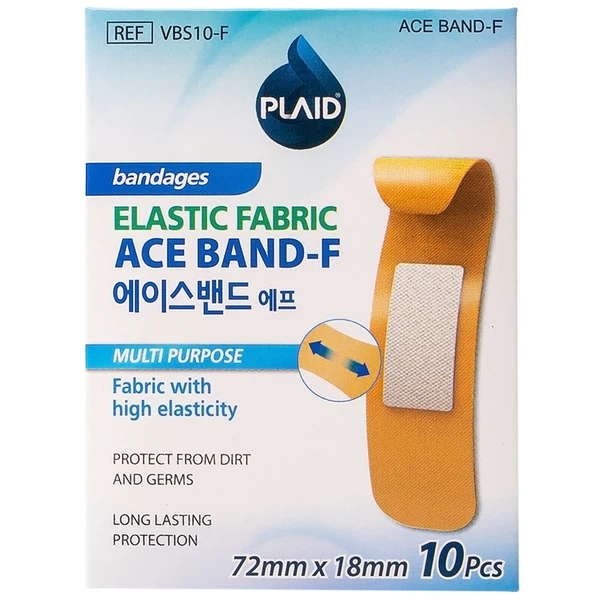 REF VBS10-F
ACE BAND-F
PLAID®
bandages
ELASTIC FABRIC
ACE BAND-F
에이스밴드 에프
MULTI PURPOSE
Fabric with
high elasticity
PROTECT FROM DIRT
AND GERMS
LONG LASTING
PROTECTION
72mm x 18mm 10Pcs